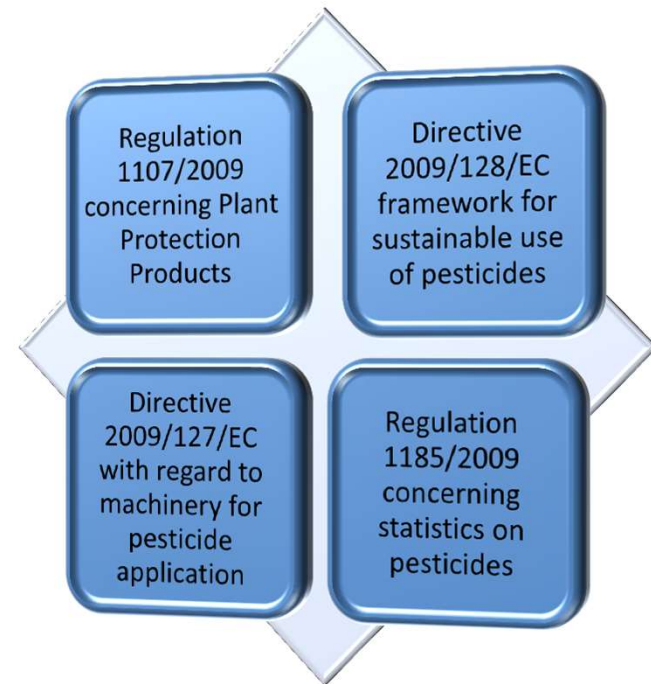 Regulation
1107/2009
concerning Plant
Protection
Products
Directive
2009/128/EC
framework for
sustainable use
of pesticides
Directive
2009/127/EC
with regard to
machinery for
pesticide
application
Regulation
1185/2009
concerning
statistics on
pesticides